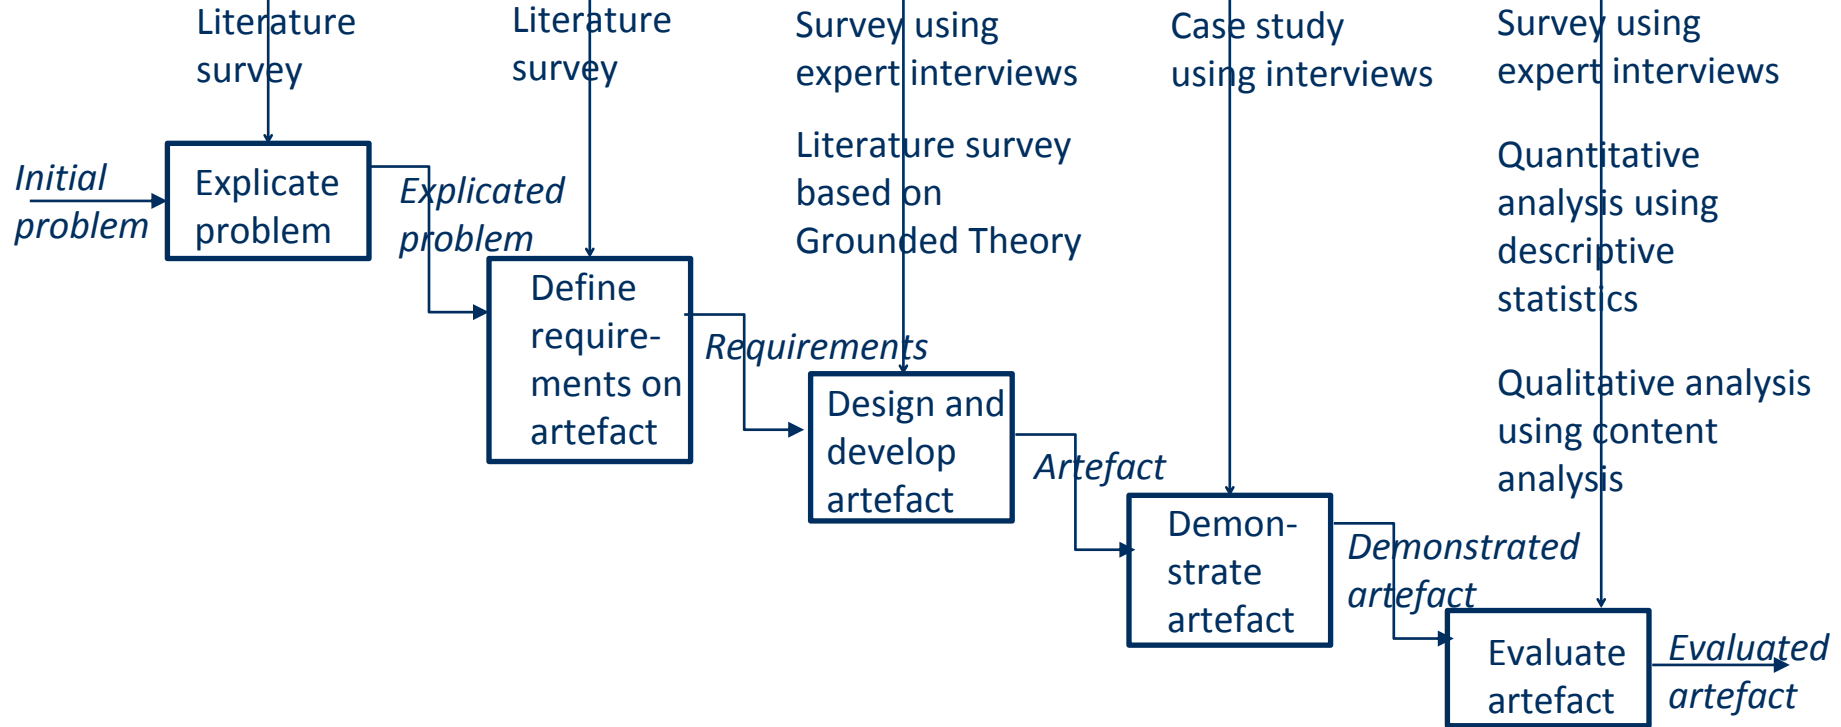 Literature
survey
Literature
survey
Survey using
expert interviews
Literature survey
based on
Grounded Theory
Case study
using interviews
Survey using
expert interviews
Quantitative
analysis using
descriptive
statistics
Qualitative analysis
using content
analysis
Initial
problem
Explicate
problem
Explicated
problem
Define
require-
ments on
artefact
Requirements
Design and
develop
artefact
Artefact
Demon-
strate
artefact
Demonstrated
artefact
Evaluate
artefact
Evaluated
artefact